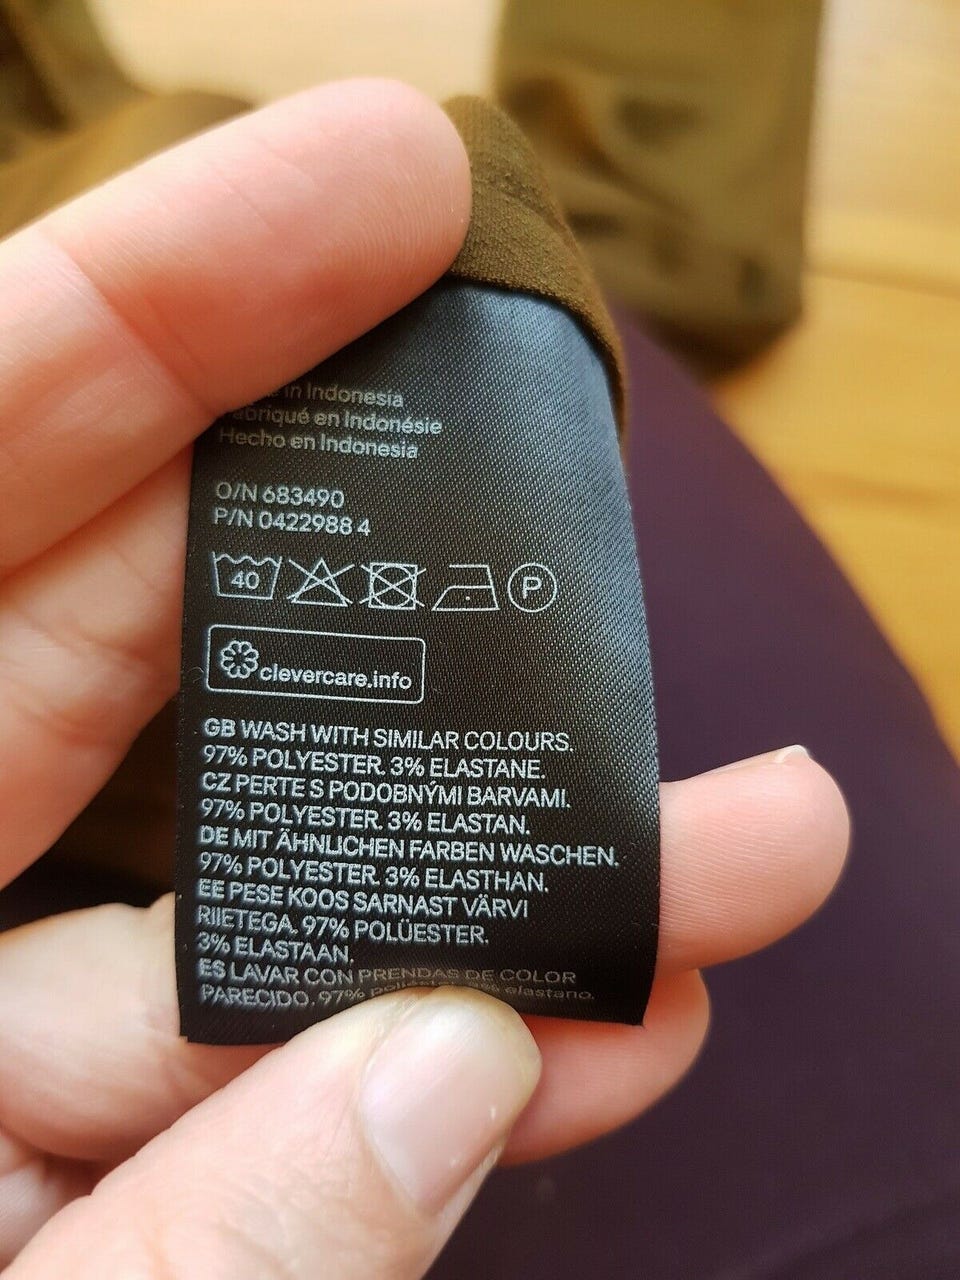 in Indonesia
Fabriqué en Indonésie
Hecho en Indonesia
O/N 683490
P/N 0422988 4
40
P
clevercare.info
GB WASH WITH SIMILAR COLOURS.
97% POLYESTER. 3% ELASTANE.
CZ PERTE S PODOBNÝMI BARVAMI.
97% POLYESTER. 3% ELASTAN.
DE MIT ÄHNLICHEN FARBEN WASCHEN.
97% POLYESTER. 3% ELASTHAN.
EE PESE KOOS SARNAST VÄRVI
RIIETEGA. 97% POLÜESTER.
3% ELASTAAN.
ES LAVAR CON PRENDAS DE COLOR
PARECIDO. 97% elastano.